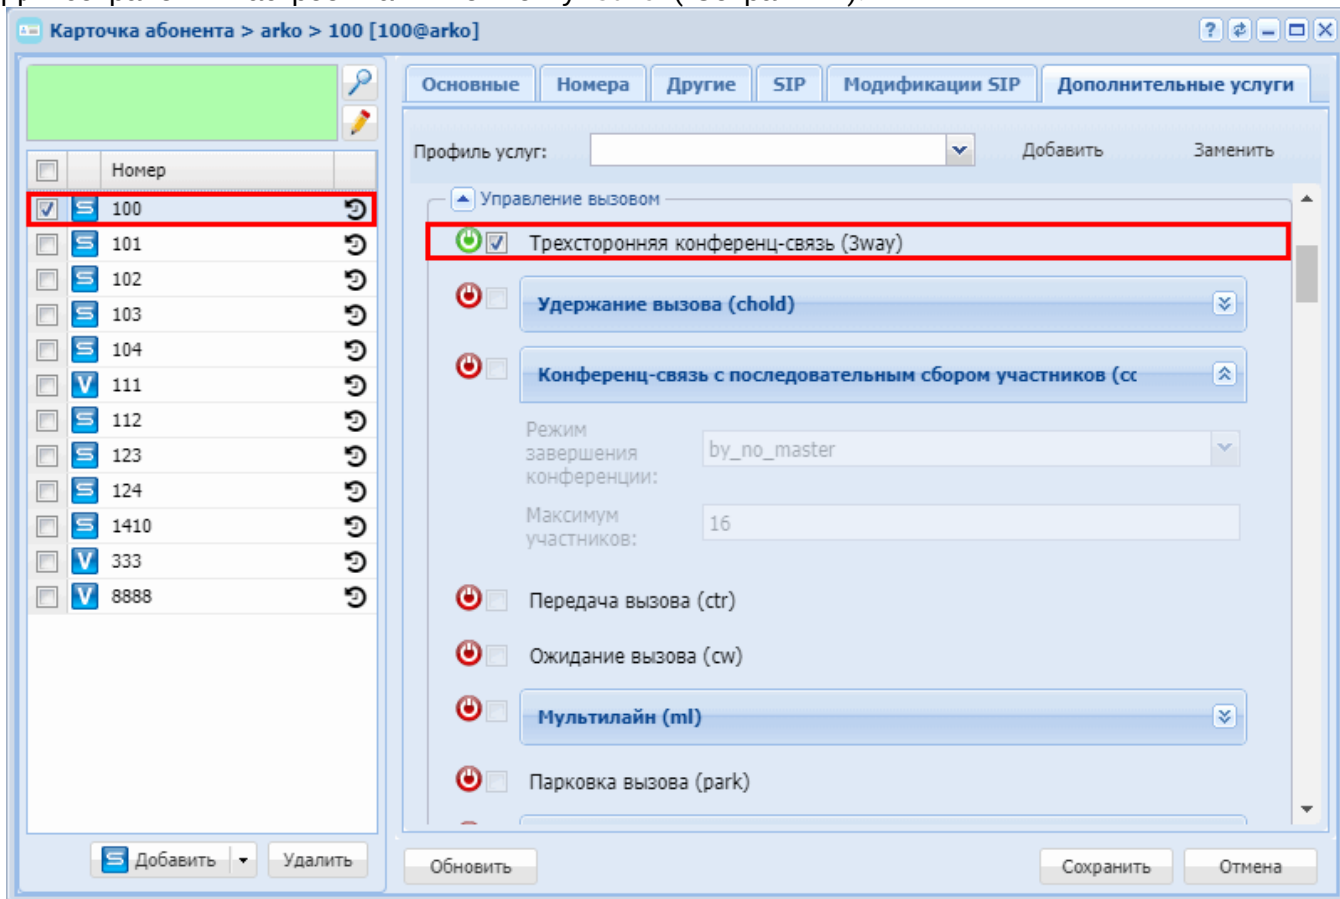 Карточка абонента > arko > 100 [100@arko]
Номер
100
101
102
103
104
111
112
123
124
1410
333
8888
Добавить
Удалить
Основные
Номера
Другие
SIP
Модификации SIP
Дополнительные услуги
Профиль услуг:
Добавить
Заменить
Управление вызовом
Трехсторонняя конференц-связь (3way)
Удержание вызова (chold)
Конференц-связь с последовательным сбором участников (cc
Режим
завершения
конференции:
by_no_master
Максимум
участников:
16
Передача вызова (ctr)
Ожидание вызова (cw)
Мультилайн (ml)
Парковка вызова (park)
Обновить
Сохранить
Отмена